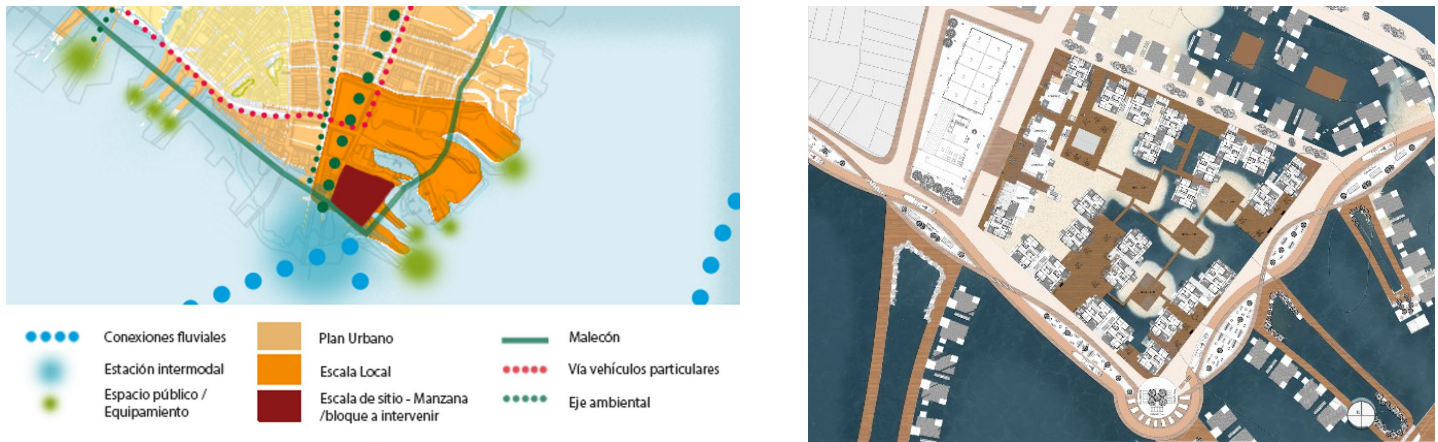 Conexiones fluviales
Estación intermodal
Espacio público /
Equipamiento
Plan Urbano
Escala Local
Escala de sitio - Manzana
/bloque a intervenir
Malecón
Vía vehículos particulares
Eje ambiental